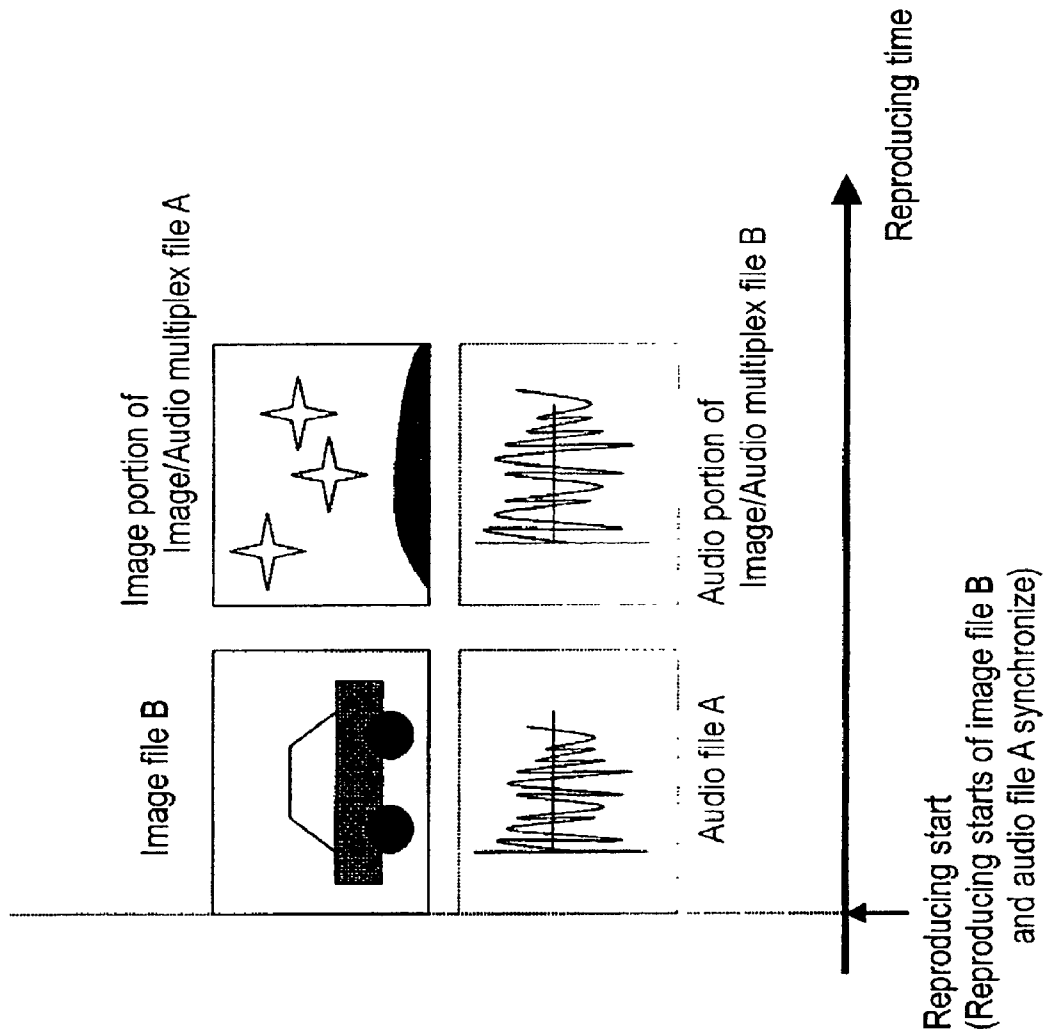 Image file B
Image portion of
Image/Audio multiplex file A
Audio file A
Audio portion of
Image/Audio multiplex file B
Reproducing time
Reproducing start
(Reproducing starts of image file B
and audio file A synchronize)